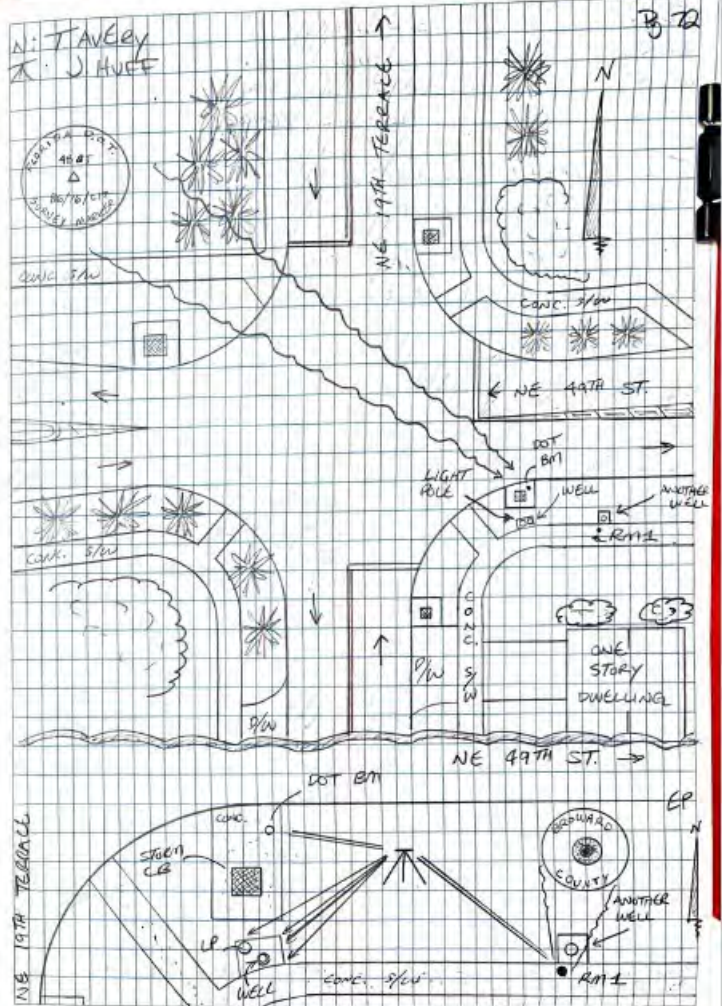 N: T AVERY
⊼: J. HUFF
Pg 72
FLORIDA D.O.T.
SURVEY MARKER
NE 19TH TERRACE →
N
CONC. S/W
CONC. S/W
← NE 49TH ST.
DOT
BM
LIGHT
POLE
WELL
ANOTHER
WELL
RM1
CONC. S/W
CONC.
S/W
D/W
D/W
ONE
STORY
DWELLING
NE 49TH ST. →
DOT BM
EP
CONC.
BROWARD
COUNTY
N
STORM
CB
ANOTHER
WELL
LP
WELL
CONC. S/W
RM1
NE 19TH TERRACE